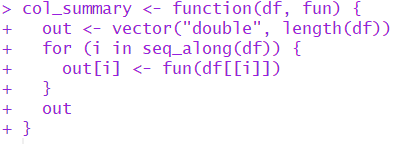 > col_summary <- function(df, fun) {
+   out <- vector("double", length(df))
+   for (i in seq_along(df)) {
+     out[i] <- fun(df[[i]])
+   }
+   out
+ }